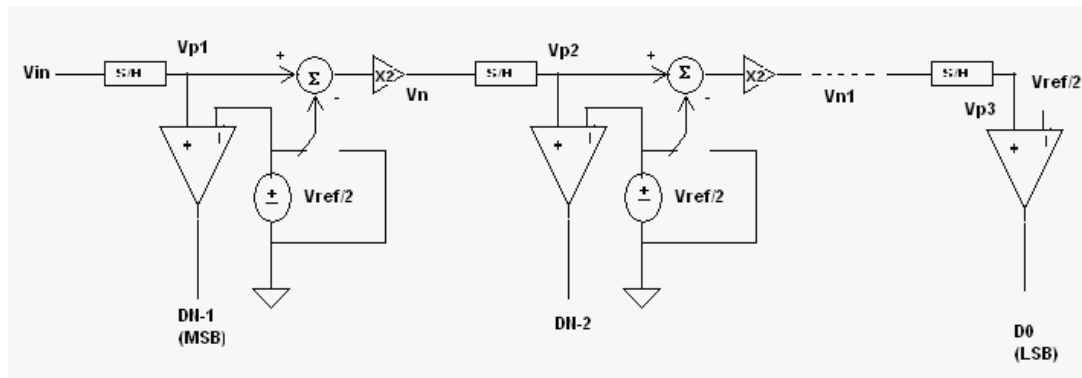 Vin
S/H
Vp1
+
Σ
-
X2
Vn
S/H
Vp2
+
Σ
-
X2
Vn1
S/H
Vp3
Vref/2
+
-
+
-
+
-
±
Vref/2
±
Vref/2
DN-1
(MSB)
DN-2
D0
(LSB)